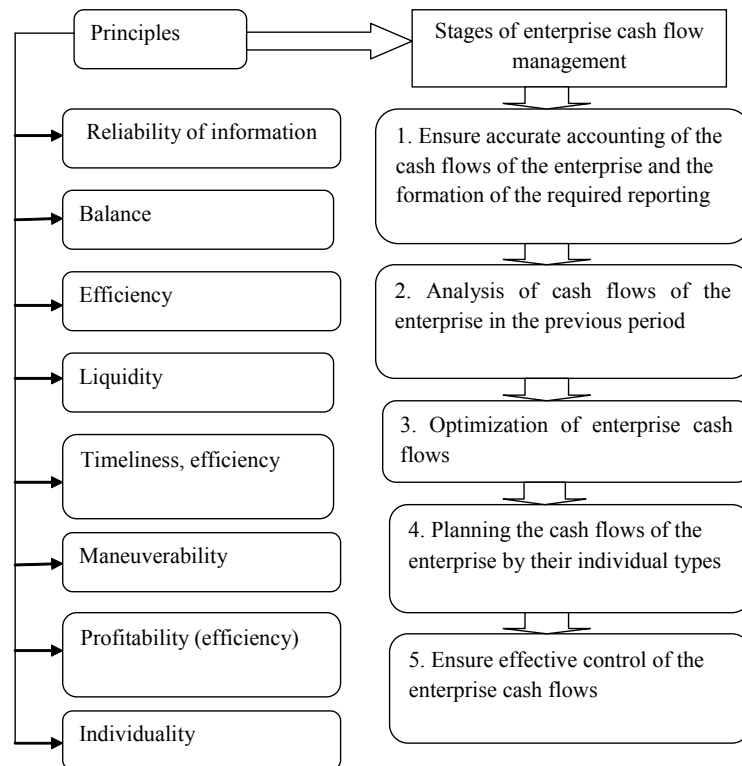 Principles
Reliability of information
Balance
Efficiency
Liquidity
Timeliness, efficiency
Maneuverability
Profitability (efficiency)
Individuality
Stages of enterprise cash flow
management
1. Ensure accurate accounting of the
cash flows of the enterprise and the
formation of the required reporting
2. Analysis of cash flows of the
enterprise in the previous period
3. Optimization of enterprise cash
flows
4. Planning the cash flows of the
enterprise by their individual types
5. Ensure effective control of the
enterprise cash flows